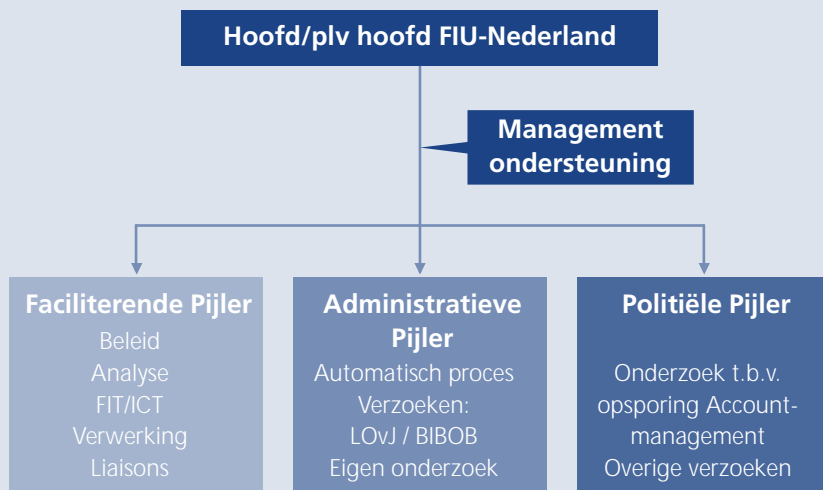 Hoofd/plv hoofd FIU-Nederland
Management
ondersteuning
Faciliterende Pijler
Beleid
Analyse
FIT/ICT
Verwerking
Liaisons
Administratieve
Pijler
Automatisch proces
Verzoeken:
LOvJ / BIBOB
Eigen onderzoek
Politiële Pijler
Onderzoek t.b.v.
opsporing Account-
management
Overige verzoeken